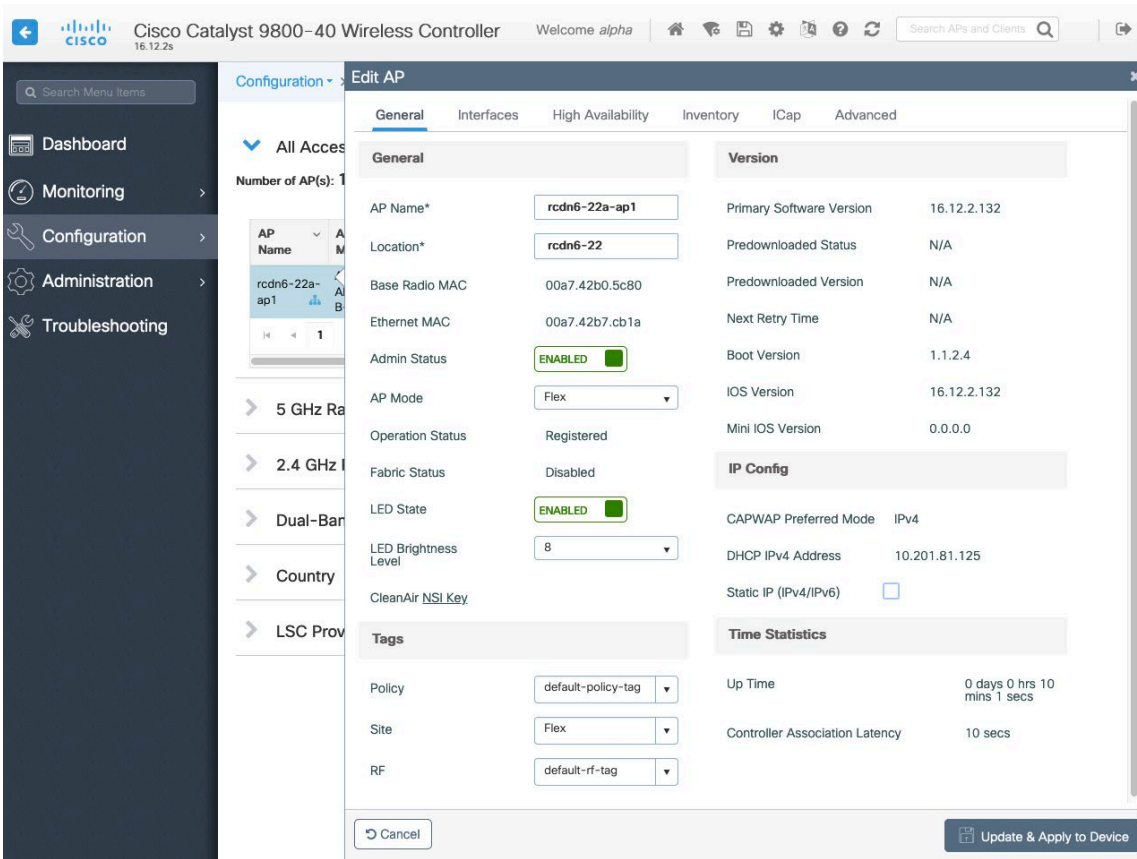 CISCO
Cisco Catalyst 9800-40 Wireless Controller
16.12.2s
Welcome alpha
Search APs and Clients
Search Menu Items
Dashboard
Monitoring
Configuration
Administration
Troubleshooting
Configuration
All Acces
Number of AP(s): 1
AP
Name
A
M
rcdn6-22a-
ap1
AI
B-
1
5 GHz Ra
2.4 GHz
Dual-Ban
Country
LSC Prov
Edit AP
General
Interfaces
High Availability
Inventory
ICap
Advanced
General
AP Name* rcdn6-22a-ap1
Location* rcdn6-22
Base Radio MAC 00a7.42b0.5c80
Ethernet MAC 00a7.42b7.cb1a
Admin Status ENABLED
AP Mode Flex
Operation Status Registered
Fabric Status Disabled
LED State ENABLED
LED Brightness
Level
8
CleanAir NSI Key
Tags
Policy default-policy-tag
Site Flex
RF default-rf-tag
Version
Primary Software Version 16.12.2.132
Predownloaded Status N/A
Predownloaded Version N/A
Next Retry Time N/A
Boot Version 1.1.2.4
IOS Version 16.12.2.132
Mini IOS Version 0.0.0.0
IP Config
CAPWAP Preferred Mode IPv4
DHCP IPv4 Address 10.201.81.125
Static IP (IPv4/IPv6)
Time Statistics
Up Time 0 days 0 hrs 10
mins 1 secs
Controller Association Latency 10 secs
Cancel
Update & Apply to Device